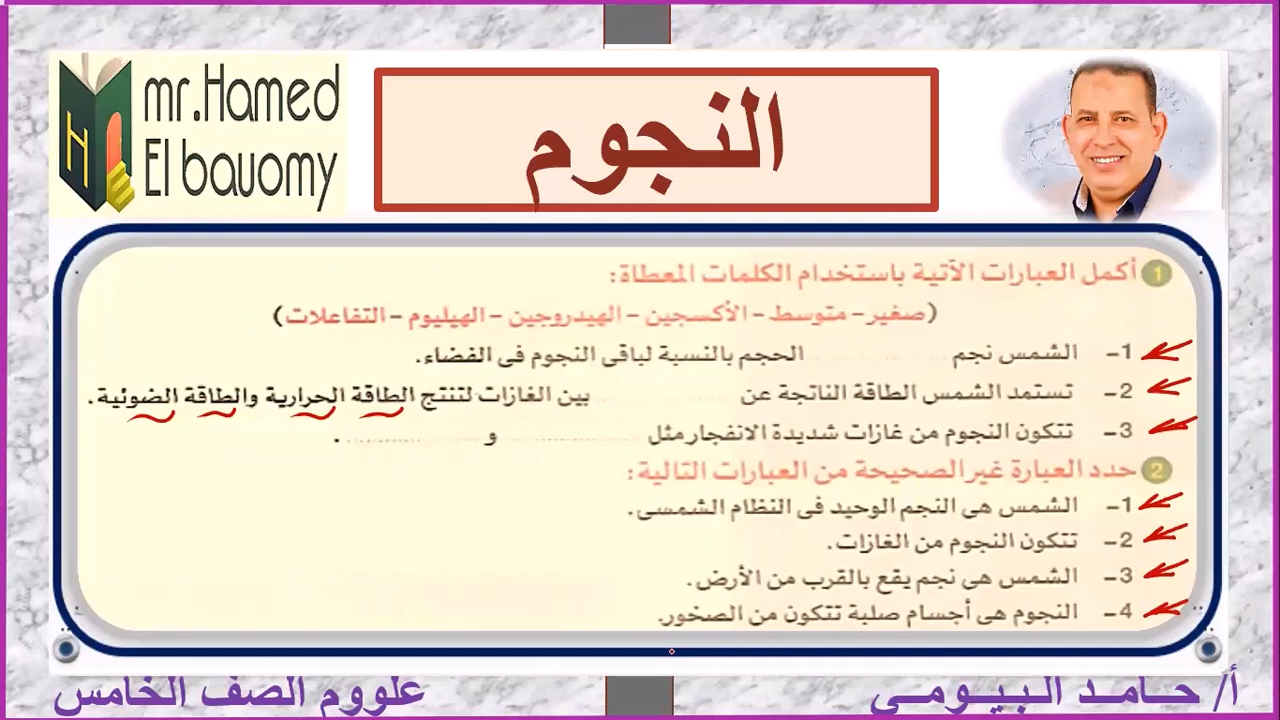 mr.Hamed
El bauomy
النجوم
1 أكمل العبارات الآتية باستخدام الكلمات المعطاة:
(صغير - متوسط - الأكسجين - الهيدروجين - الهيليوم - التفاعلات)
1- الشمس نجم .................... الحجم بالنسبة لباقى النجوم فى الفضاء.
2- تستمد الشمس الطاقة الناتجة عن .................... بين الغازات لتنتج الطاقة الحرارية والطاقة الضوئية.
3- تتكون النجوم من غازات شديدة الانفجار مثل .................... و .................... .
2 حدد العبارة غير الصحيحة من العبارات التالية:
1- الشمس هى النجم الوحيد فى النظام الشمسى.
2- تتكون النجوم من الغازات.
3- الشمس هى نجم يقع بالقرب من الأرض.
4- النجوم هى أجسام صلبة تتكون من الصخور.
أ/ حامد البيومى
علووم الصف الخامس